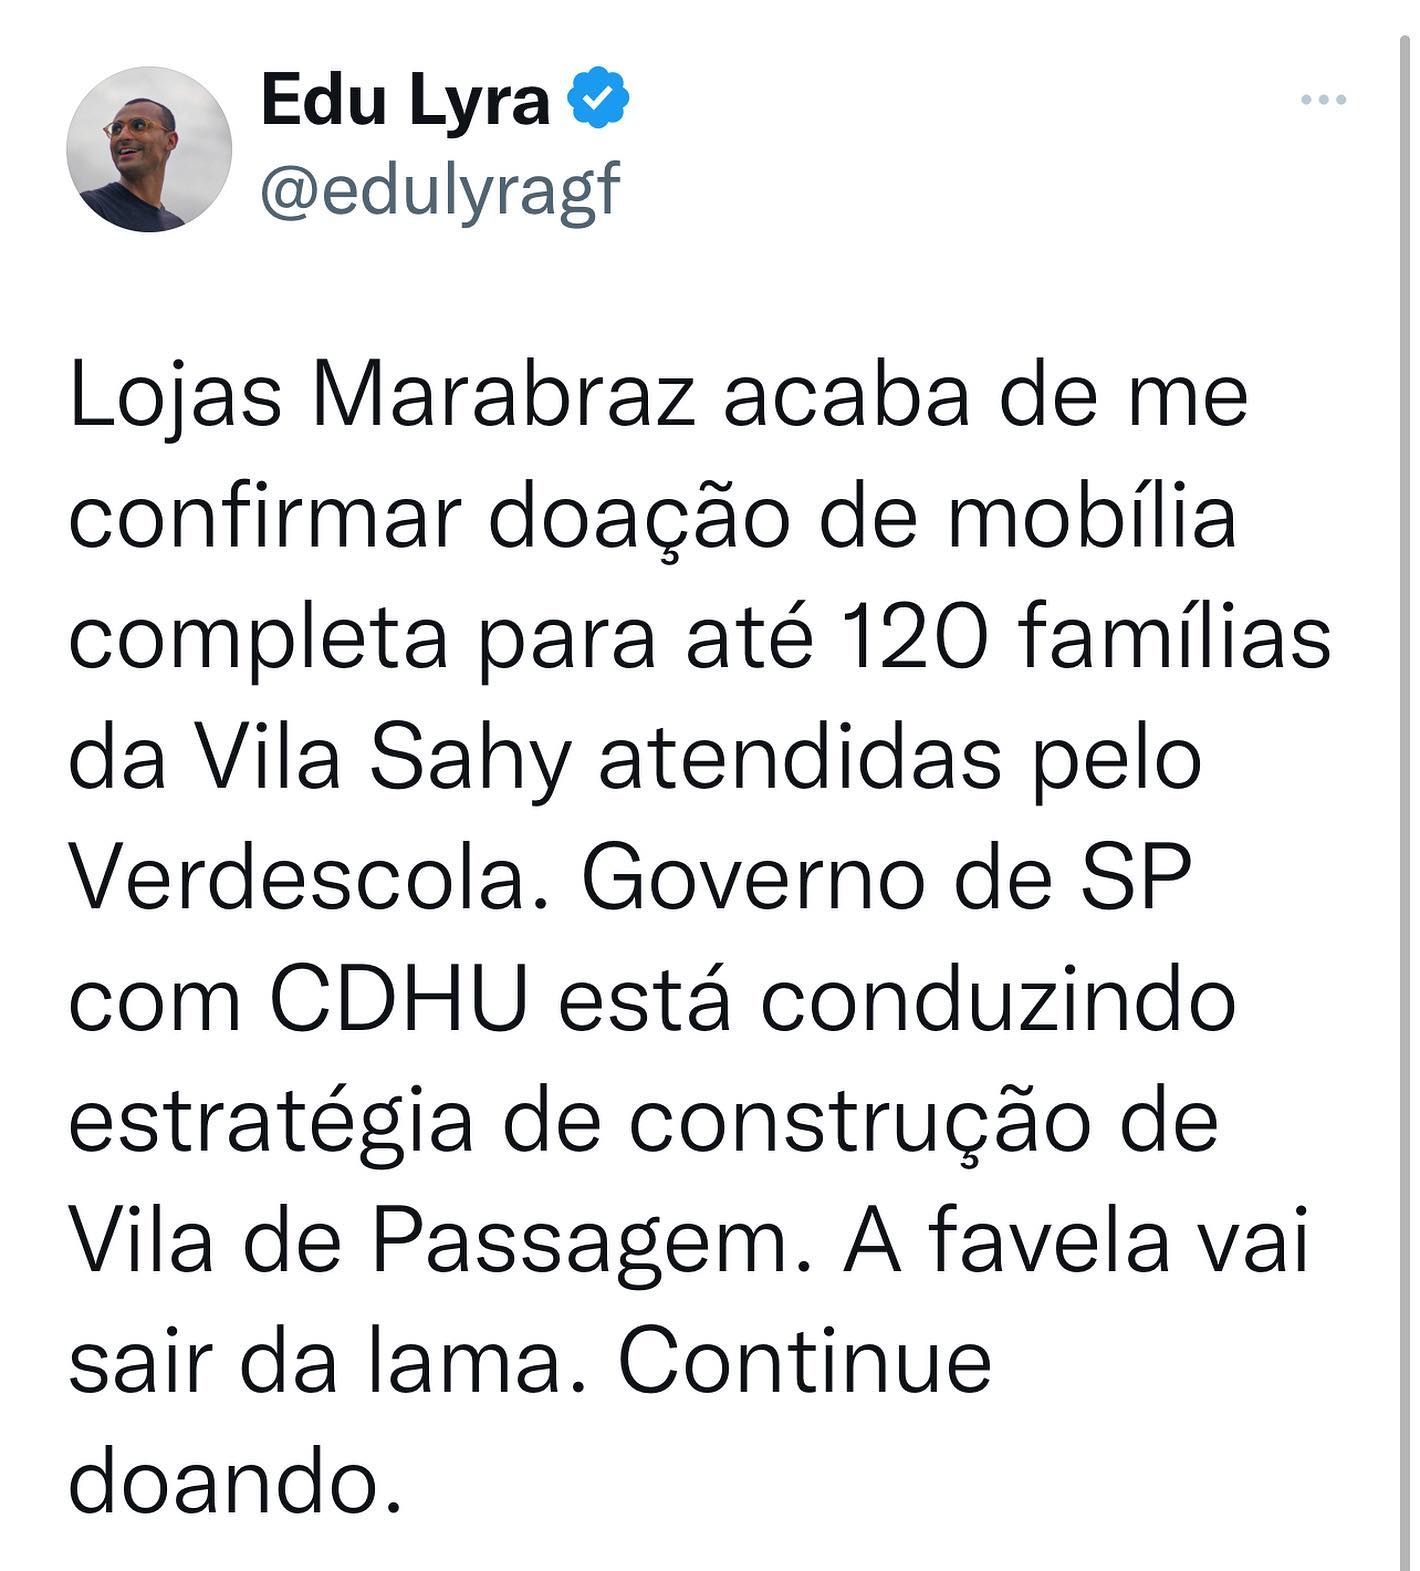 Edu Lyra
@edulyragf
Lojas Marabraz acaba de me
confirmar doação de mobília
completa para até 120 famílias
da Vila Sahy atendidas pelo
Verdescola. Governo de SP
com CDHU está conduzindo
estratégia de construção de
Vila de Passagem. A favela vai
sair da lama. Continue
doando.